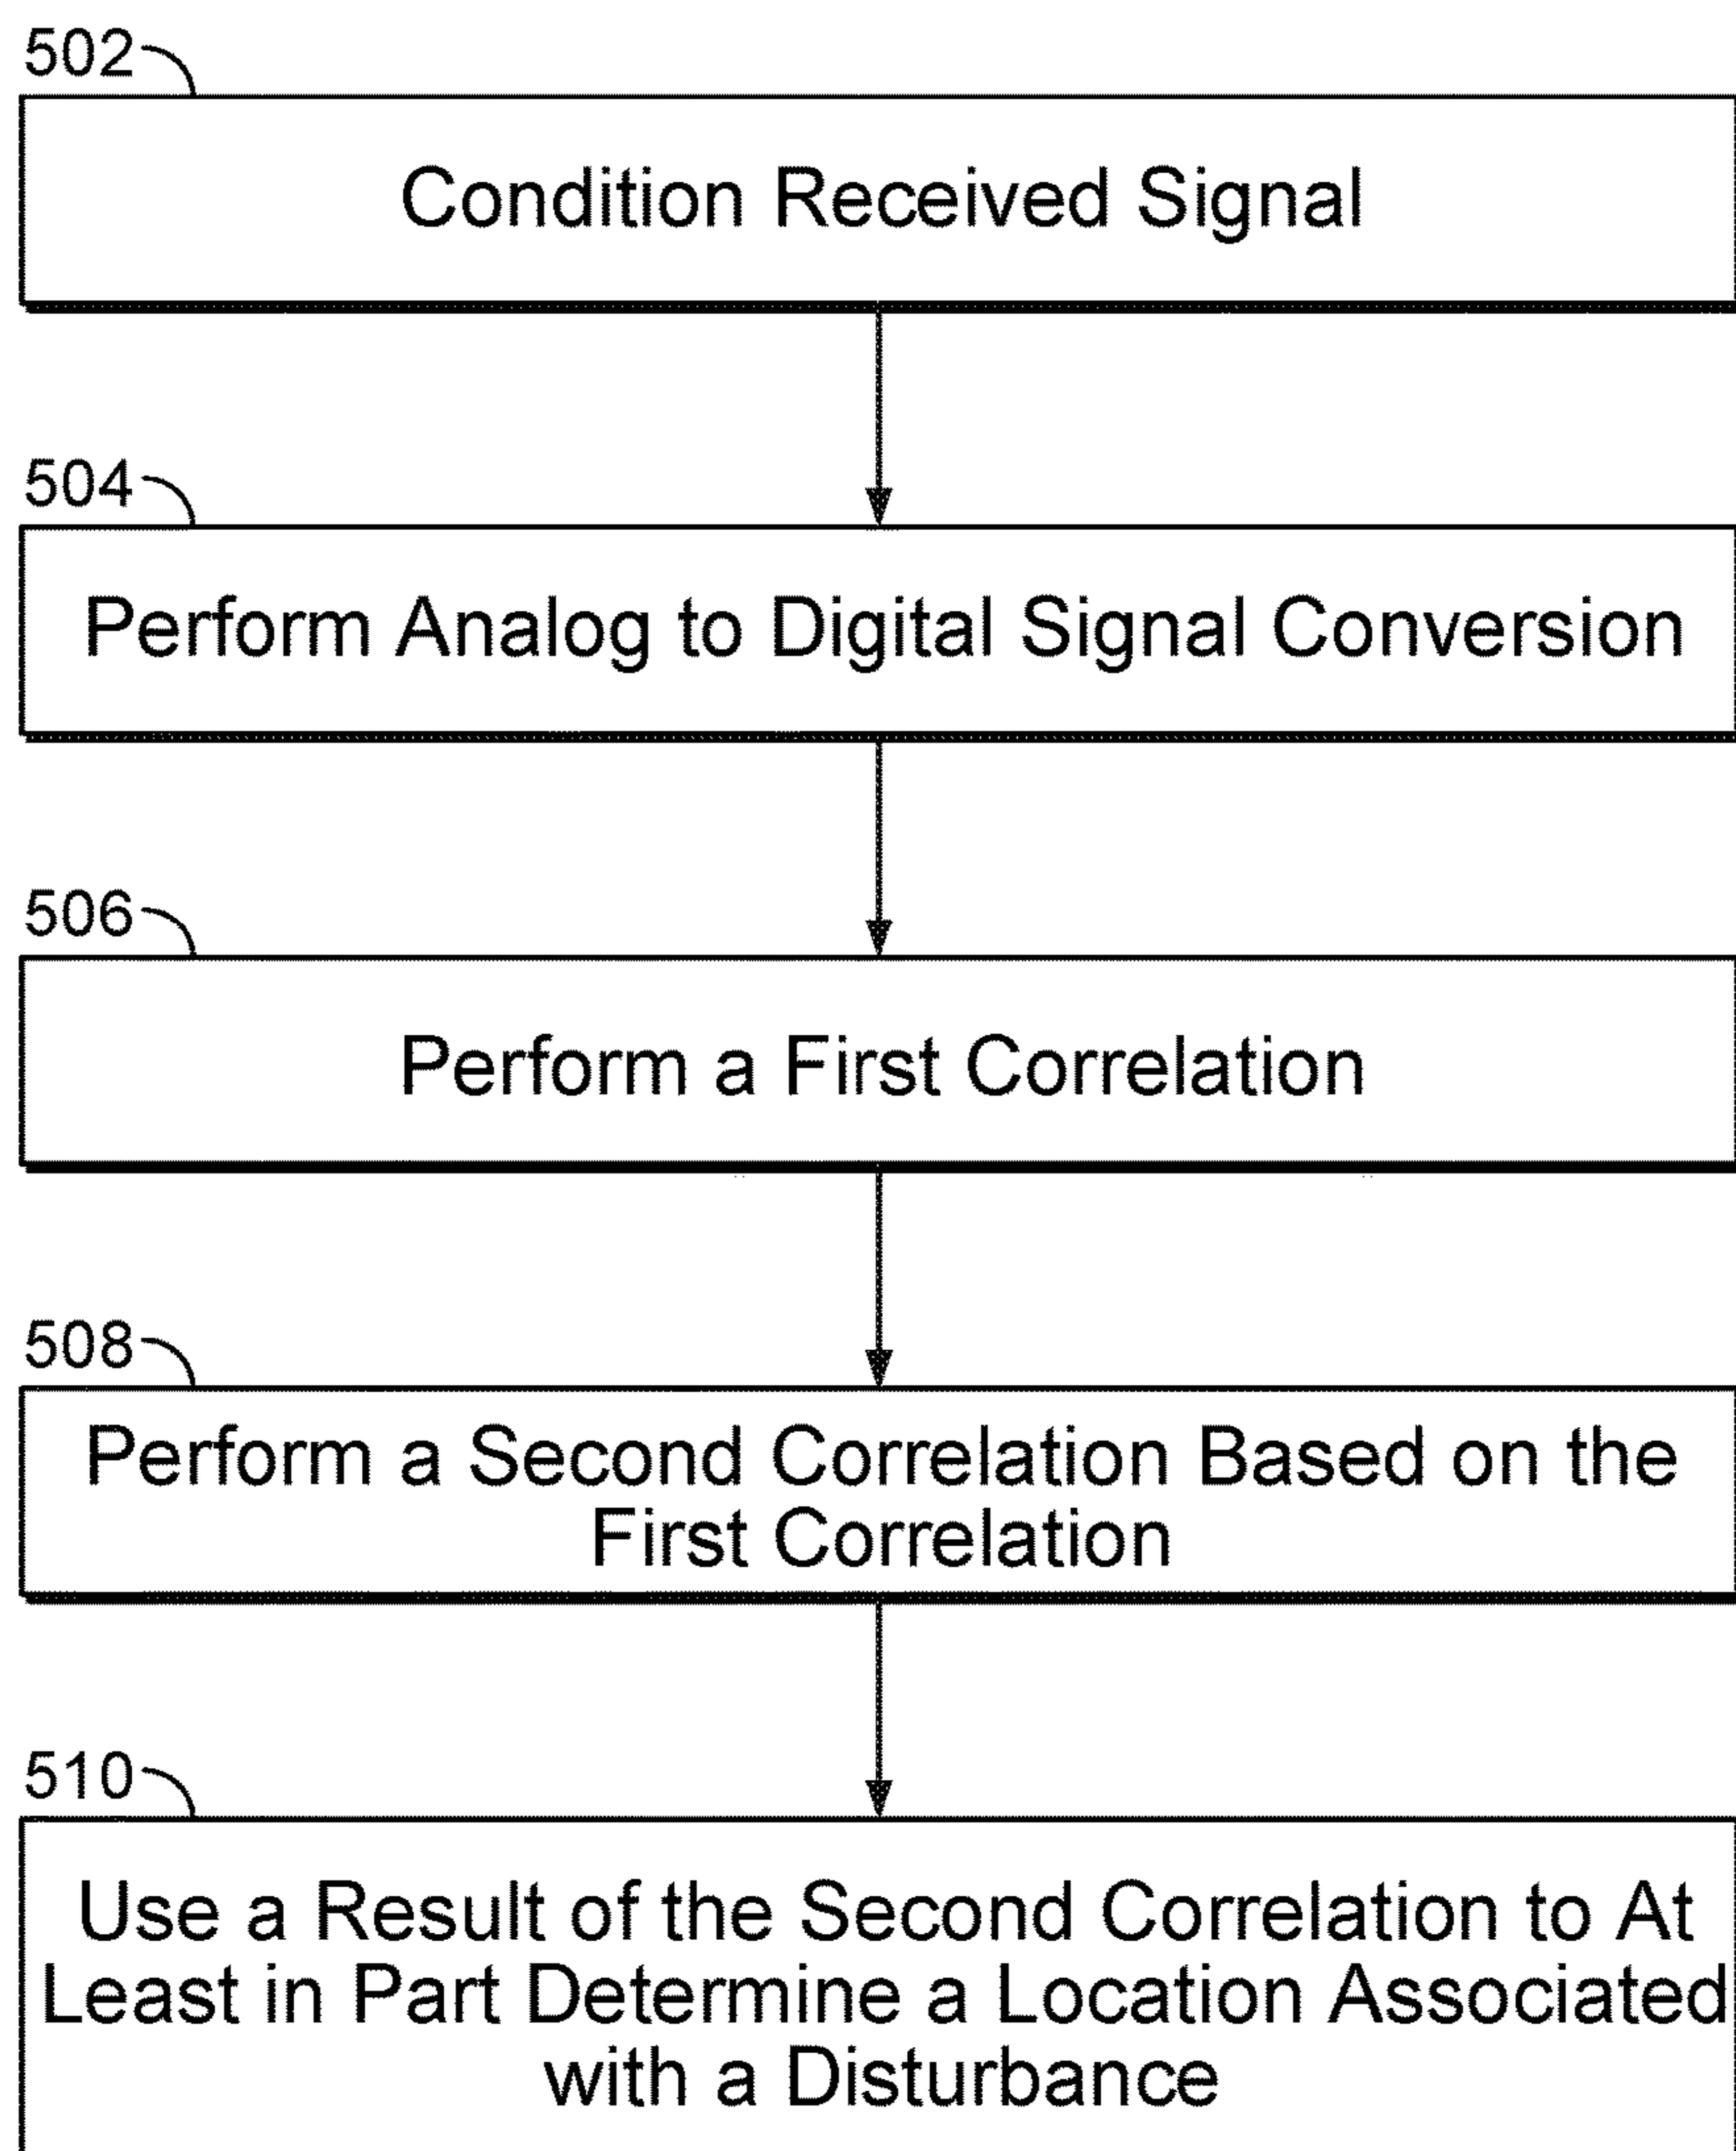 502
Condition Received Signal
504
Perform Analog to Digital Signal Conversion
506
Perform a First Correlation
508
Perform a Second Correlation Based on the
First Correlation
510
Use a Result of the Second Correlation to At
Least in Part Determine a Location Associated
with a Disturbance